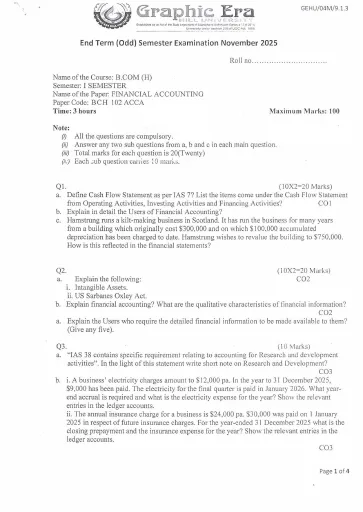 GEHU/04M/9.1.3
Graphic Era
HILL UNIVERSITY
End Term (Odd) Semester Examination November 2025
Roll no.............................
Name of the Course: B.COM (H)
Semester: I SEMESTER
Name of the Paper: FINANCIAL ACCOUNTING
Paper Code: BCH 102 ACCA
Time: 3 hours Maximum Marks: 100
Note:
(i) All the questions are compulsory.
(ii) Answer any two sub questions from a, b and c in each main question.
(iii) Total marks for each question is 20(Twenty)
(iv) Each sub question carries 10 marks.
Q1. (10X2=20 Marks)
a. Define Cash Flow Statement as per IAS 7? List the items come under the Cash Flow Statement
from Operating Activities, Investing Activities and Financing Activities? CO1
b. Explain in detail the Users of Financial Accounting?
c. Hamstrung runs a kilt-making business in Scotland. It has run the business for many years
from a building which originally cost $300,000 and on which $100,000 accumulated
depreciation has been charged to date. Hamstrung wishes to revalue the building to $750,000.
How is this reflected in the financial statements?
Q2. (10X2=20 Marks)
a. Explain the following: CO2
i. Intangible Assets.
ii. US Sarbanes Oxley Act.
b. Explain financial accounting? What are the qualitative characteristics of financial information?
CO2
a. Explain the Users who require the detailed information to be made available to them?
(Give any five).
Q3. (10 Marks)
a. "IAS 38 contains specific requirement relating to accounting for Research and development
activities". In the light of this statement write short note on Research and Development?
CO3
b. i. A business' electricity charges amount to $12,000 pa. In the year to 31 December 2025,
$9,000 has been paid. The electricity for the final quarter is paid in January 2026. What year-
end accrual is required and what is the electricity expense for the year? Show the relevant
entries in the ledger accounts.
ii. The annual insurance charge for a business is $24,000 pa. $30,000 was paid on 1 January
2025 in respect of future insurance charges. For the year-ended 31 December 2025 what is the
closing prepayment and the insurance expense for the year? Show the relevant entries in the
ledger accounts.
CO3
Page 1 of 4